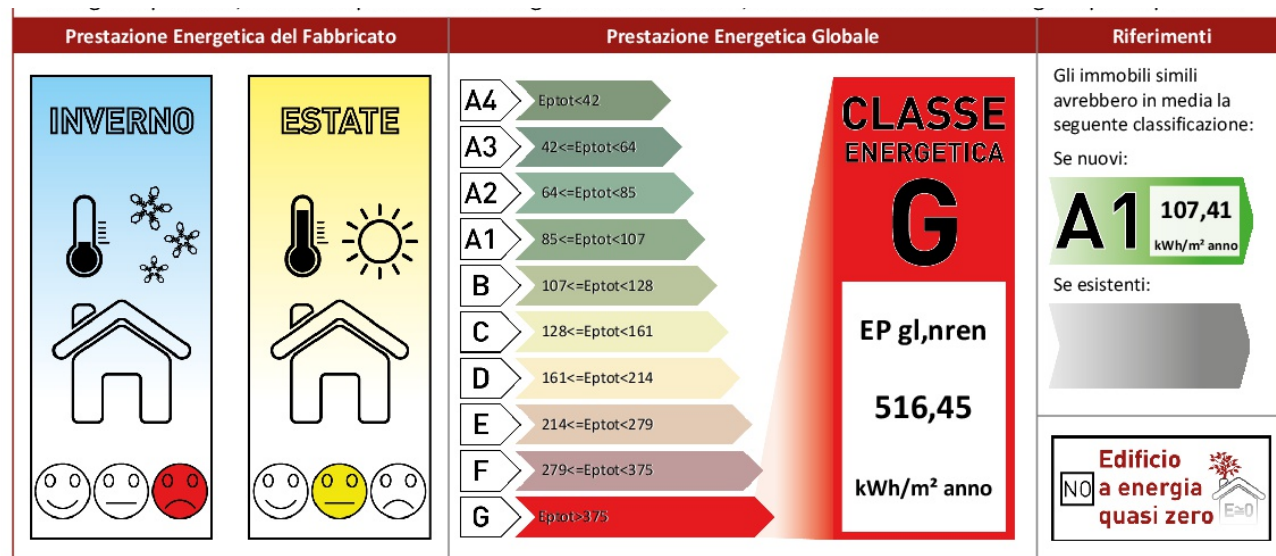 Prestazione Energetica del Fabbricato
Prestazione Energetica Globale
Riferimenti
INVERNO
ESTATE
A4 Eptot<42
A3 42<=Eptot<64
A2 64<=Eptot<85
A1 85<=Eptot<107
B 107<=Eptot<128
C 128<=Eptot<161
D 161<=Eptot<214
E 214<=Eptot<279
F 279<=Eptot<375
G Eptot>375
CLASSE
ENERGETICA
G
EP gl,nren
516,45
kWh/m² anno
Gli immobili simili
avrebbero in media la
seguente classificazione:
Se nuovi:
A1 107,41
kWh/m² anno
Se esistenti:
NO
Edificio
a energia
quasi zero
E≥0